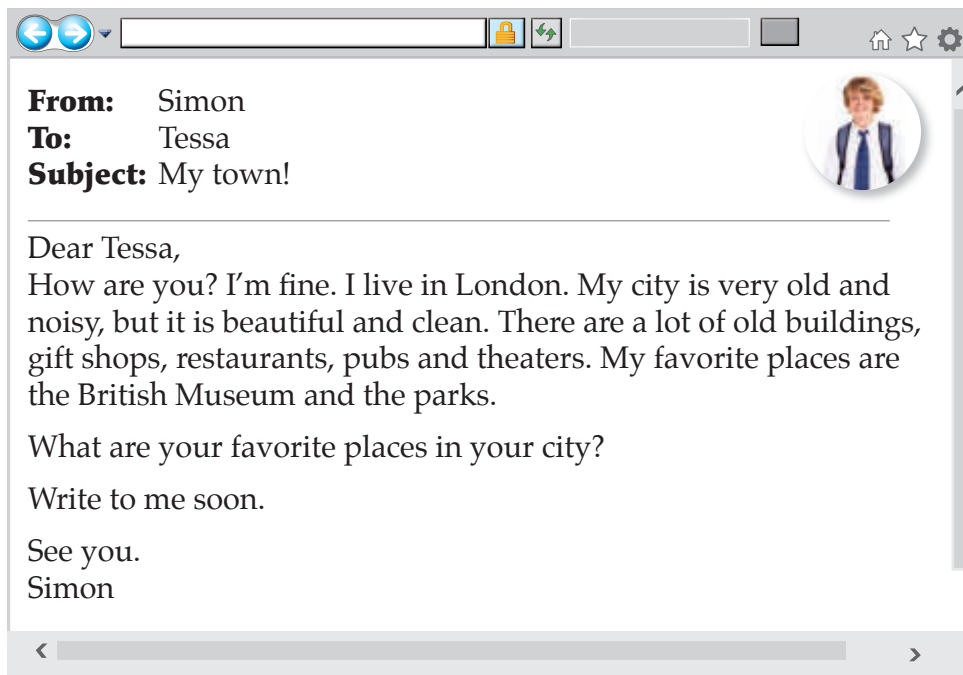 From: Simon
To: Tessa
Subject: My town!
Dear Tessa,
How are you? I'm fine. I live in London. My city is very old and
noisy, but it is beautiful and clean. There are a lot of old buildings,
gift shops, restaurants, pubs and theaters. My favorite places are
the British Museum and the parks.
What are your favorite places in your city?
Write to me soon.
See you.
Simon